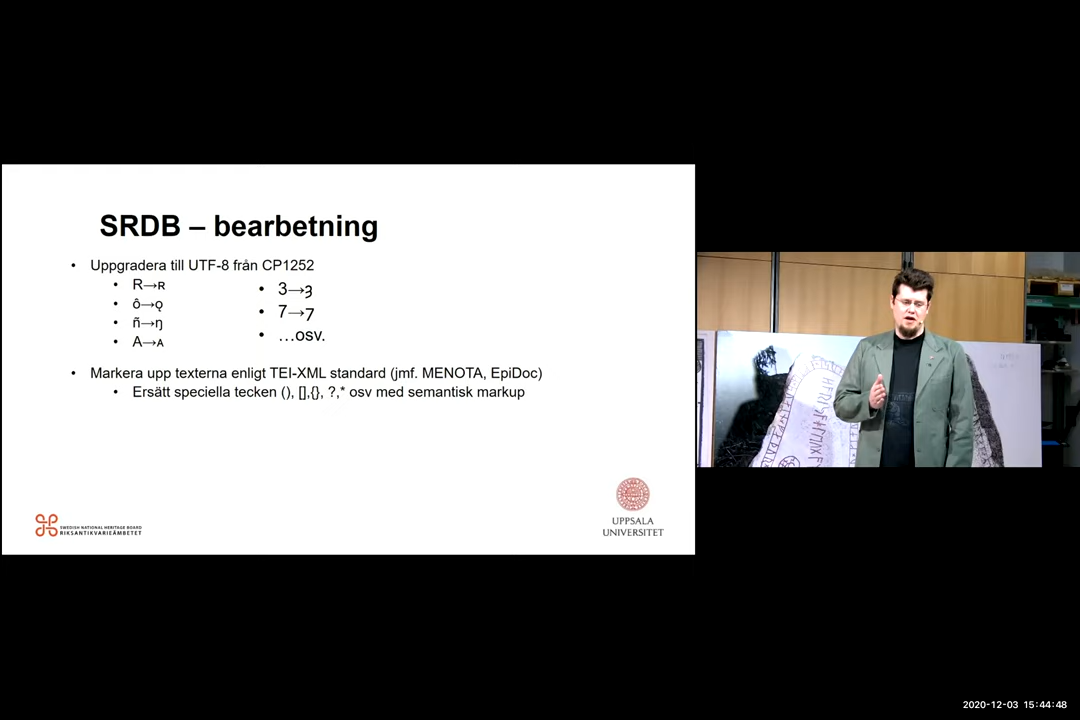 SRDB – bearbetning
• Uppgradera till UTF-8 från CP1252
• R→ʀ
• ô→ǫ
• ñ→ŋ
• A→ᴀ
• 3→ȝ
• 7→⁊
• …osv.
• Markera upp texterna enligt TEI-XML standard (jmf. MENOTA, EpiDoc)
• Ersätt speciella tecken (), [],{}, ?,* osv med semantisk markup
SWEDISH NATIONAL HERITAGE BOARD
RIKSANTIKVARIEÄMBETET
UPPSALA
UNIVERSITET
2020-12-03 15:44:48